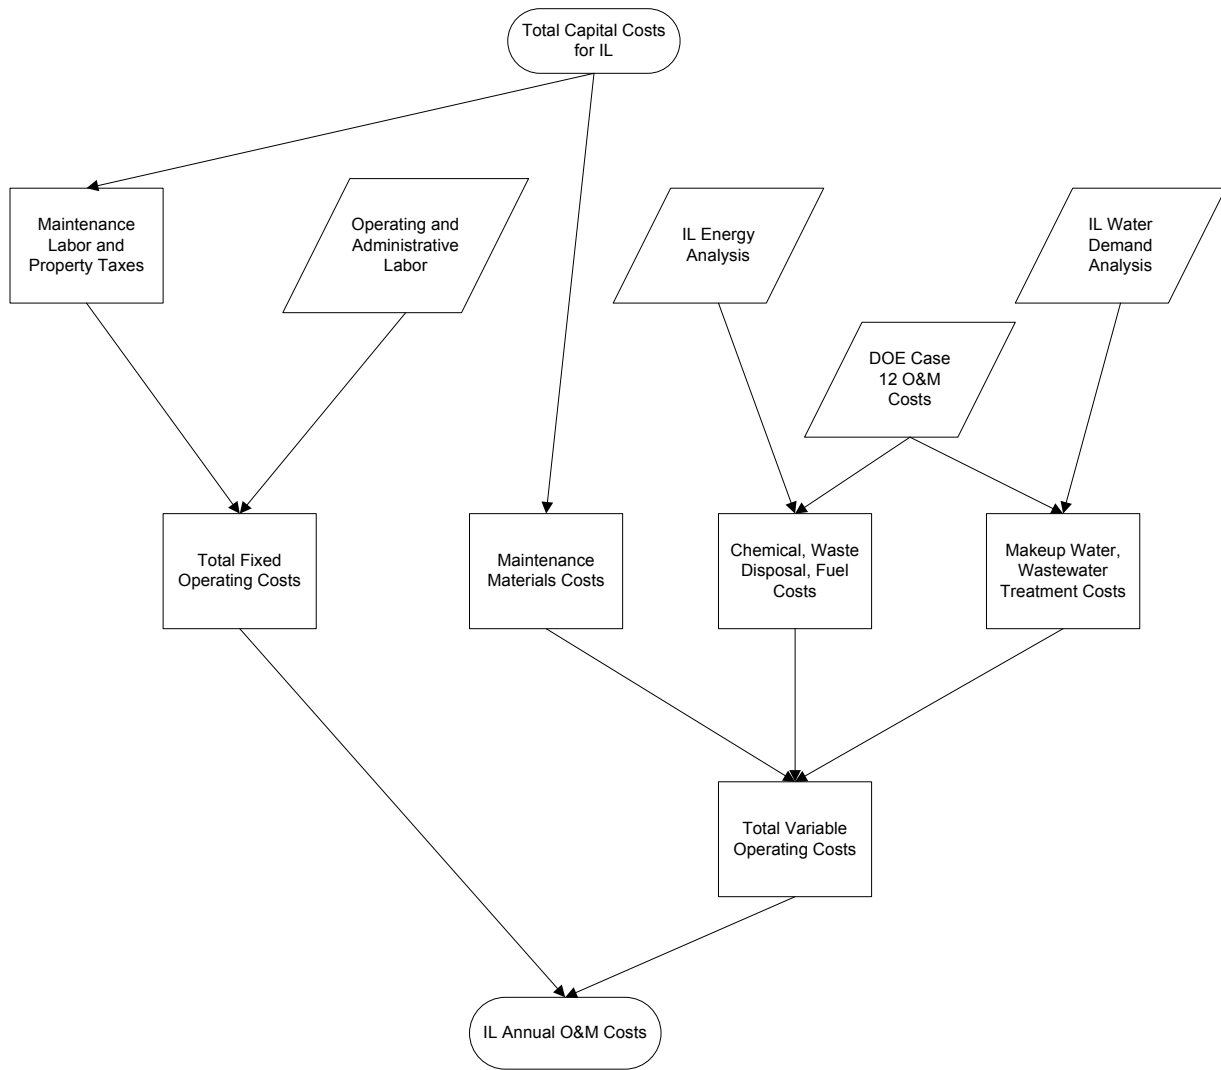 Total Capital Costs
for IL
Maintenance
Labor and
Property Taxes
Operating and
Administrative
Labor
IL Energy
Analysis
IL Water
Demand
Analysis
DOE Case
12 O&M
Costs
Total Fixed
Operating Costs
Maintenance
Materials Costs
Chemical, Waste
Disposal, Fuel
Costs
Makeup Water,
Wastewater
Treatment Costs
Total Variable
Operating Costs
IL Annual O&M Costs